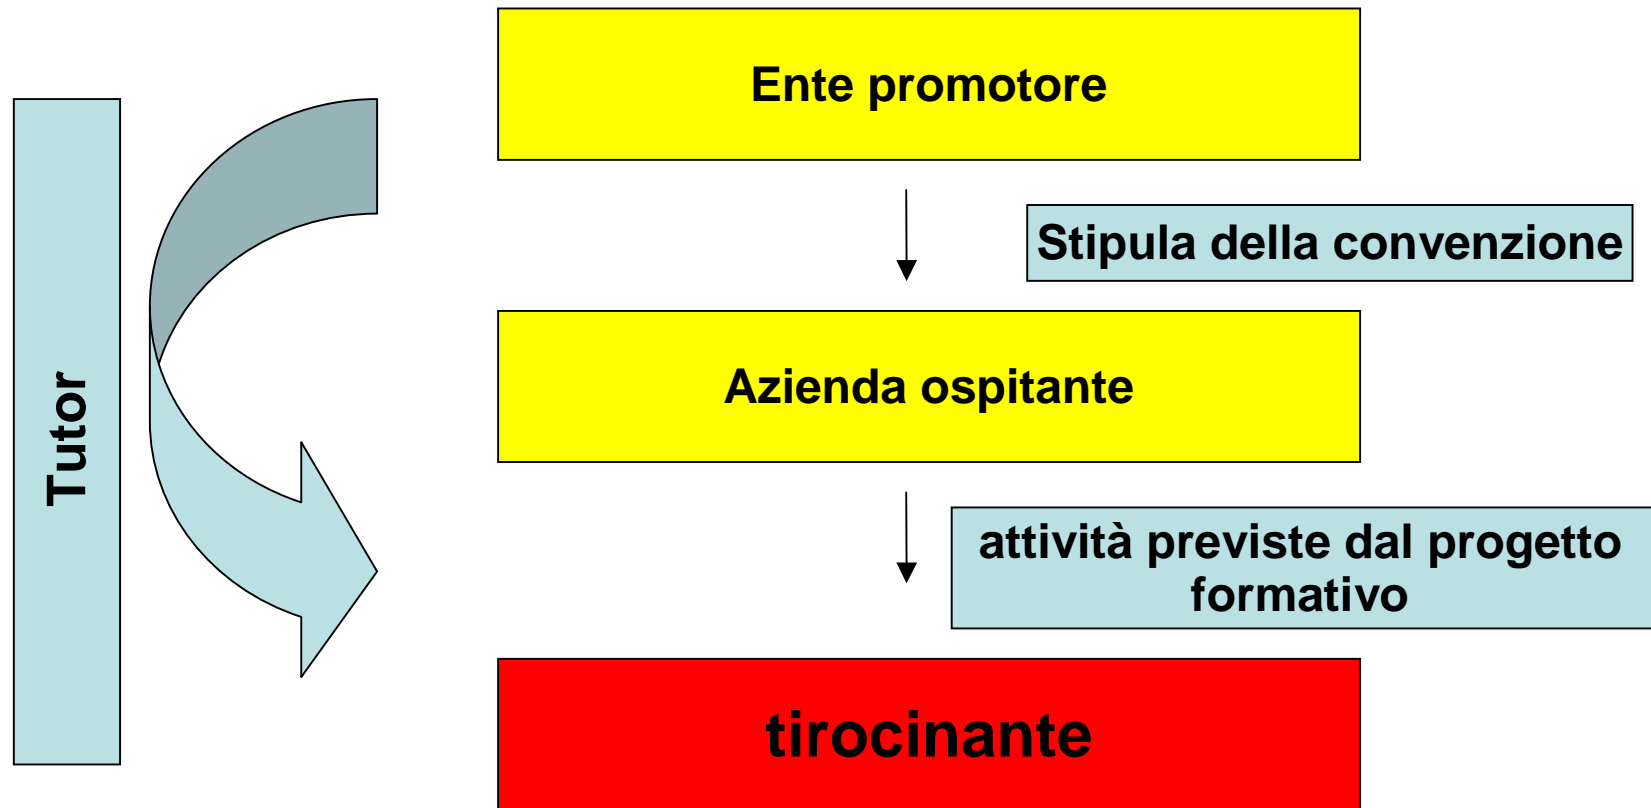 Ente promotore
Stipula della convenzione
Azienda ospitante
Tutor
attività previste dal progetto
formativo
tirocinante